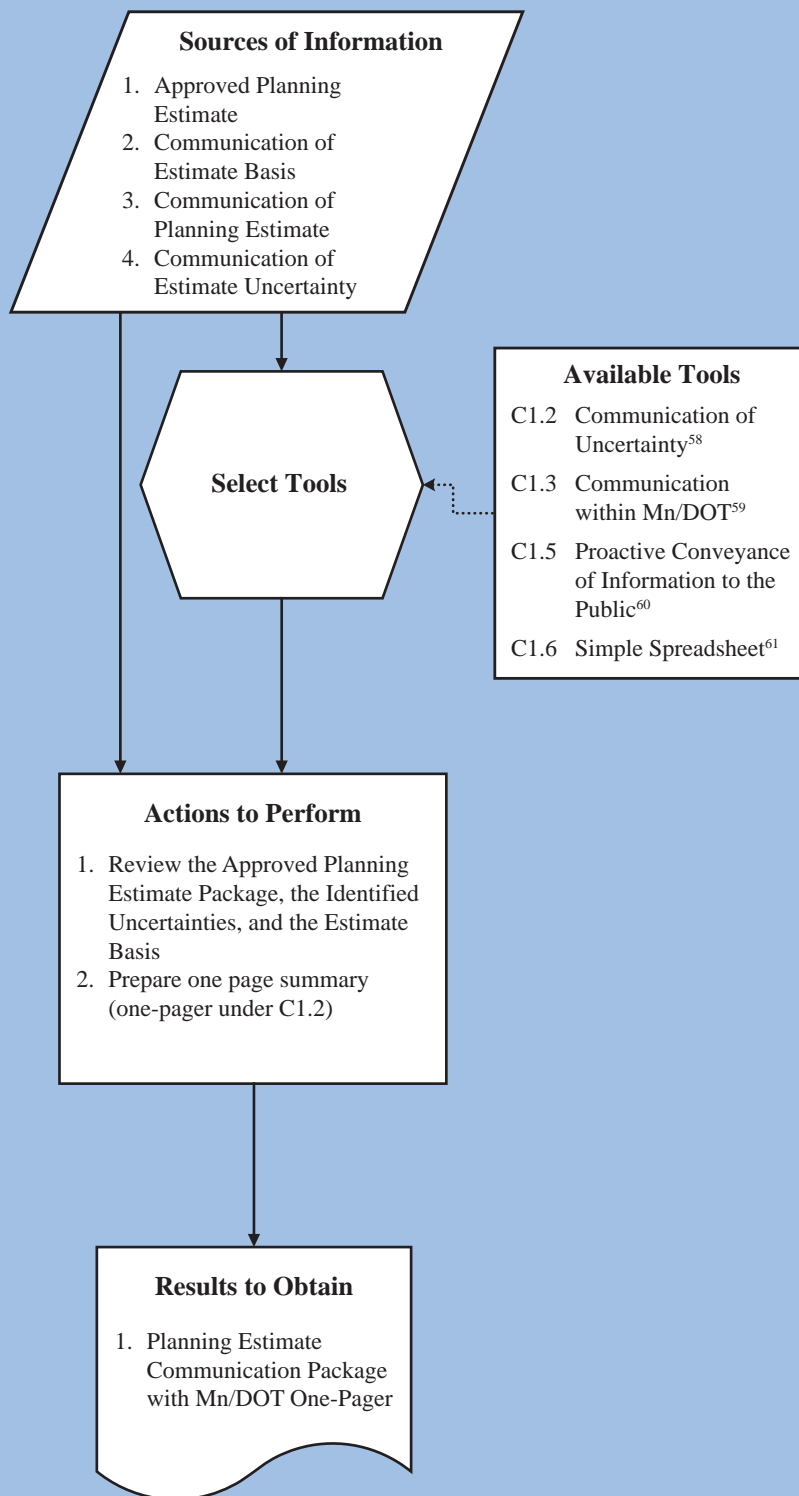 Sources of Information
1. Approved Planning
Estimate
2. Communication of
Estimate Basis
3. Communication of
Planning Estimate
4. Communication of
Estimate Uncertainty
Select Tools
Available Tools
C1.2 Communication of
Uncertainty⁵⁸
C1.3 Communication
within Mn/DOT⁵⁹
C1.5 Proactive Conveyance
of Information to the
Public⁶⁰
C1.6 Simple Spreadsheet⁶¹
Actions to Perform
1. Review the Approved Planning
Estimate Package, the Identified
Uncertainties, and the Estimate
Basis
2. Prepare one page summary
(one-pager under C1.2)
Results to Obtain
1. Planning Estimate
Communication Package
with Mn/DOT One-Pager